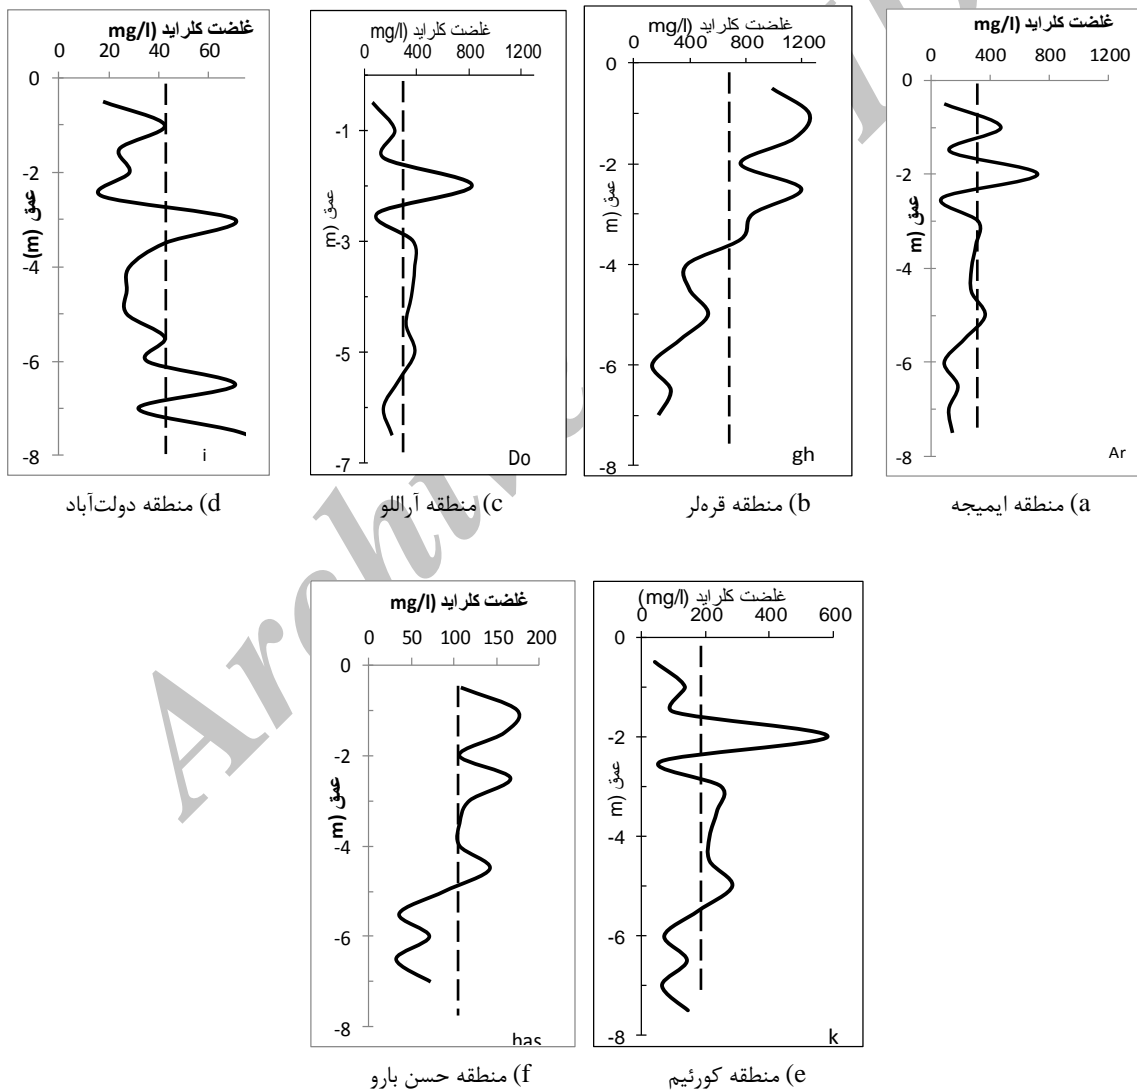 غلضت کلراید (mg/l
0 20 40 60
0
-2
-4
-6
-8
عمق (m)
i
d) منطقه دولت‌آباد
غلضت کلراید (mg/l
0 400 800 1200
-1
-3
-5
-7
عمق (m
Do
c) منطقه آراللو
غلضت کلراید (mg/l
0 400 800 1200
0
-2
-4
-6
-8
عمق (m
gh
b) منطقه قره‌لر
غلضت کلراید (mg/l
0 400 800 1200
0
-2
-4
-6
-8
عمق (m
Ar
a) منطقه ایمیجه
غلضت کلراید (mg/l
0 50 100 150 200
0
-2
-4
-6
-8
عمق (m
has
f) منطقه حسن بارو
غلضت کلراید (mg/l)
0 200 400 600
0
-2
-4
-6
-8
عمق (m
k
e) منطقه کورئیم